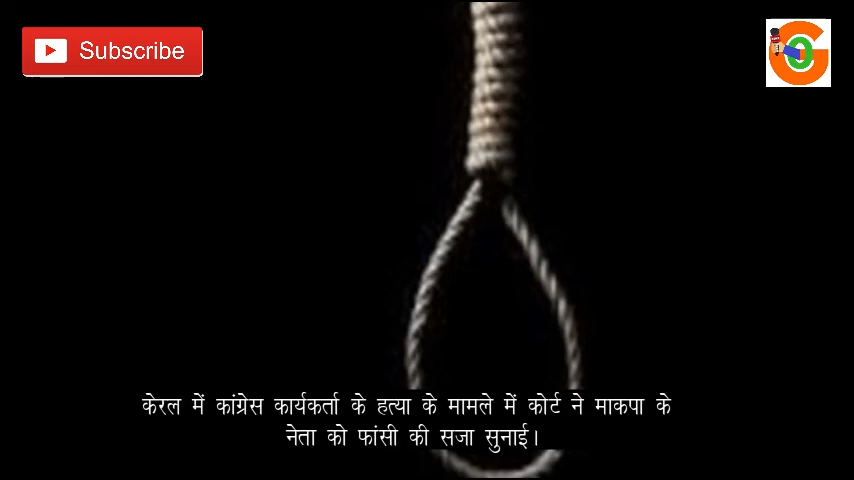 Subscribe
केरल में कांग्रेस कार्यकर्ता के हत्या के मामले में कोर्ट ने माकपा के
नेता को फांसी की सजा सुनाई।